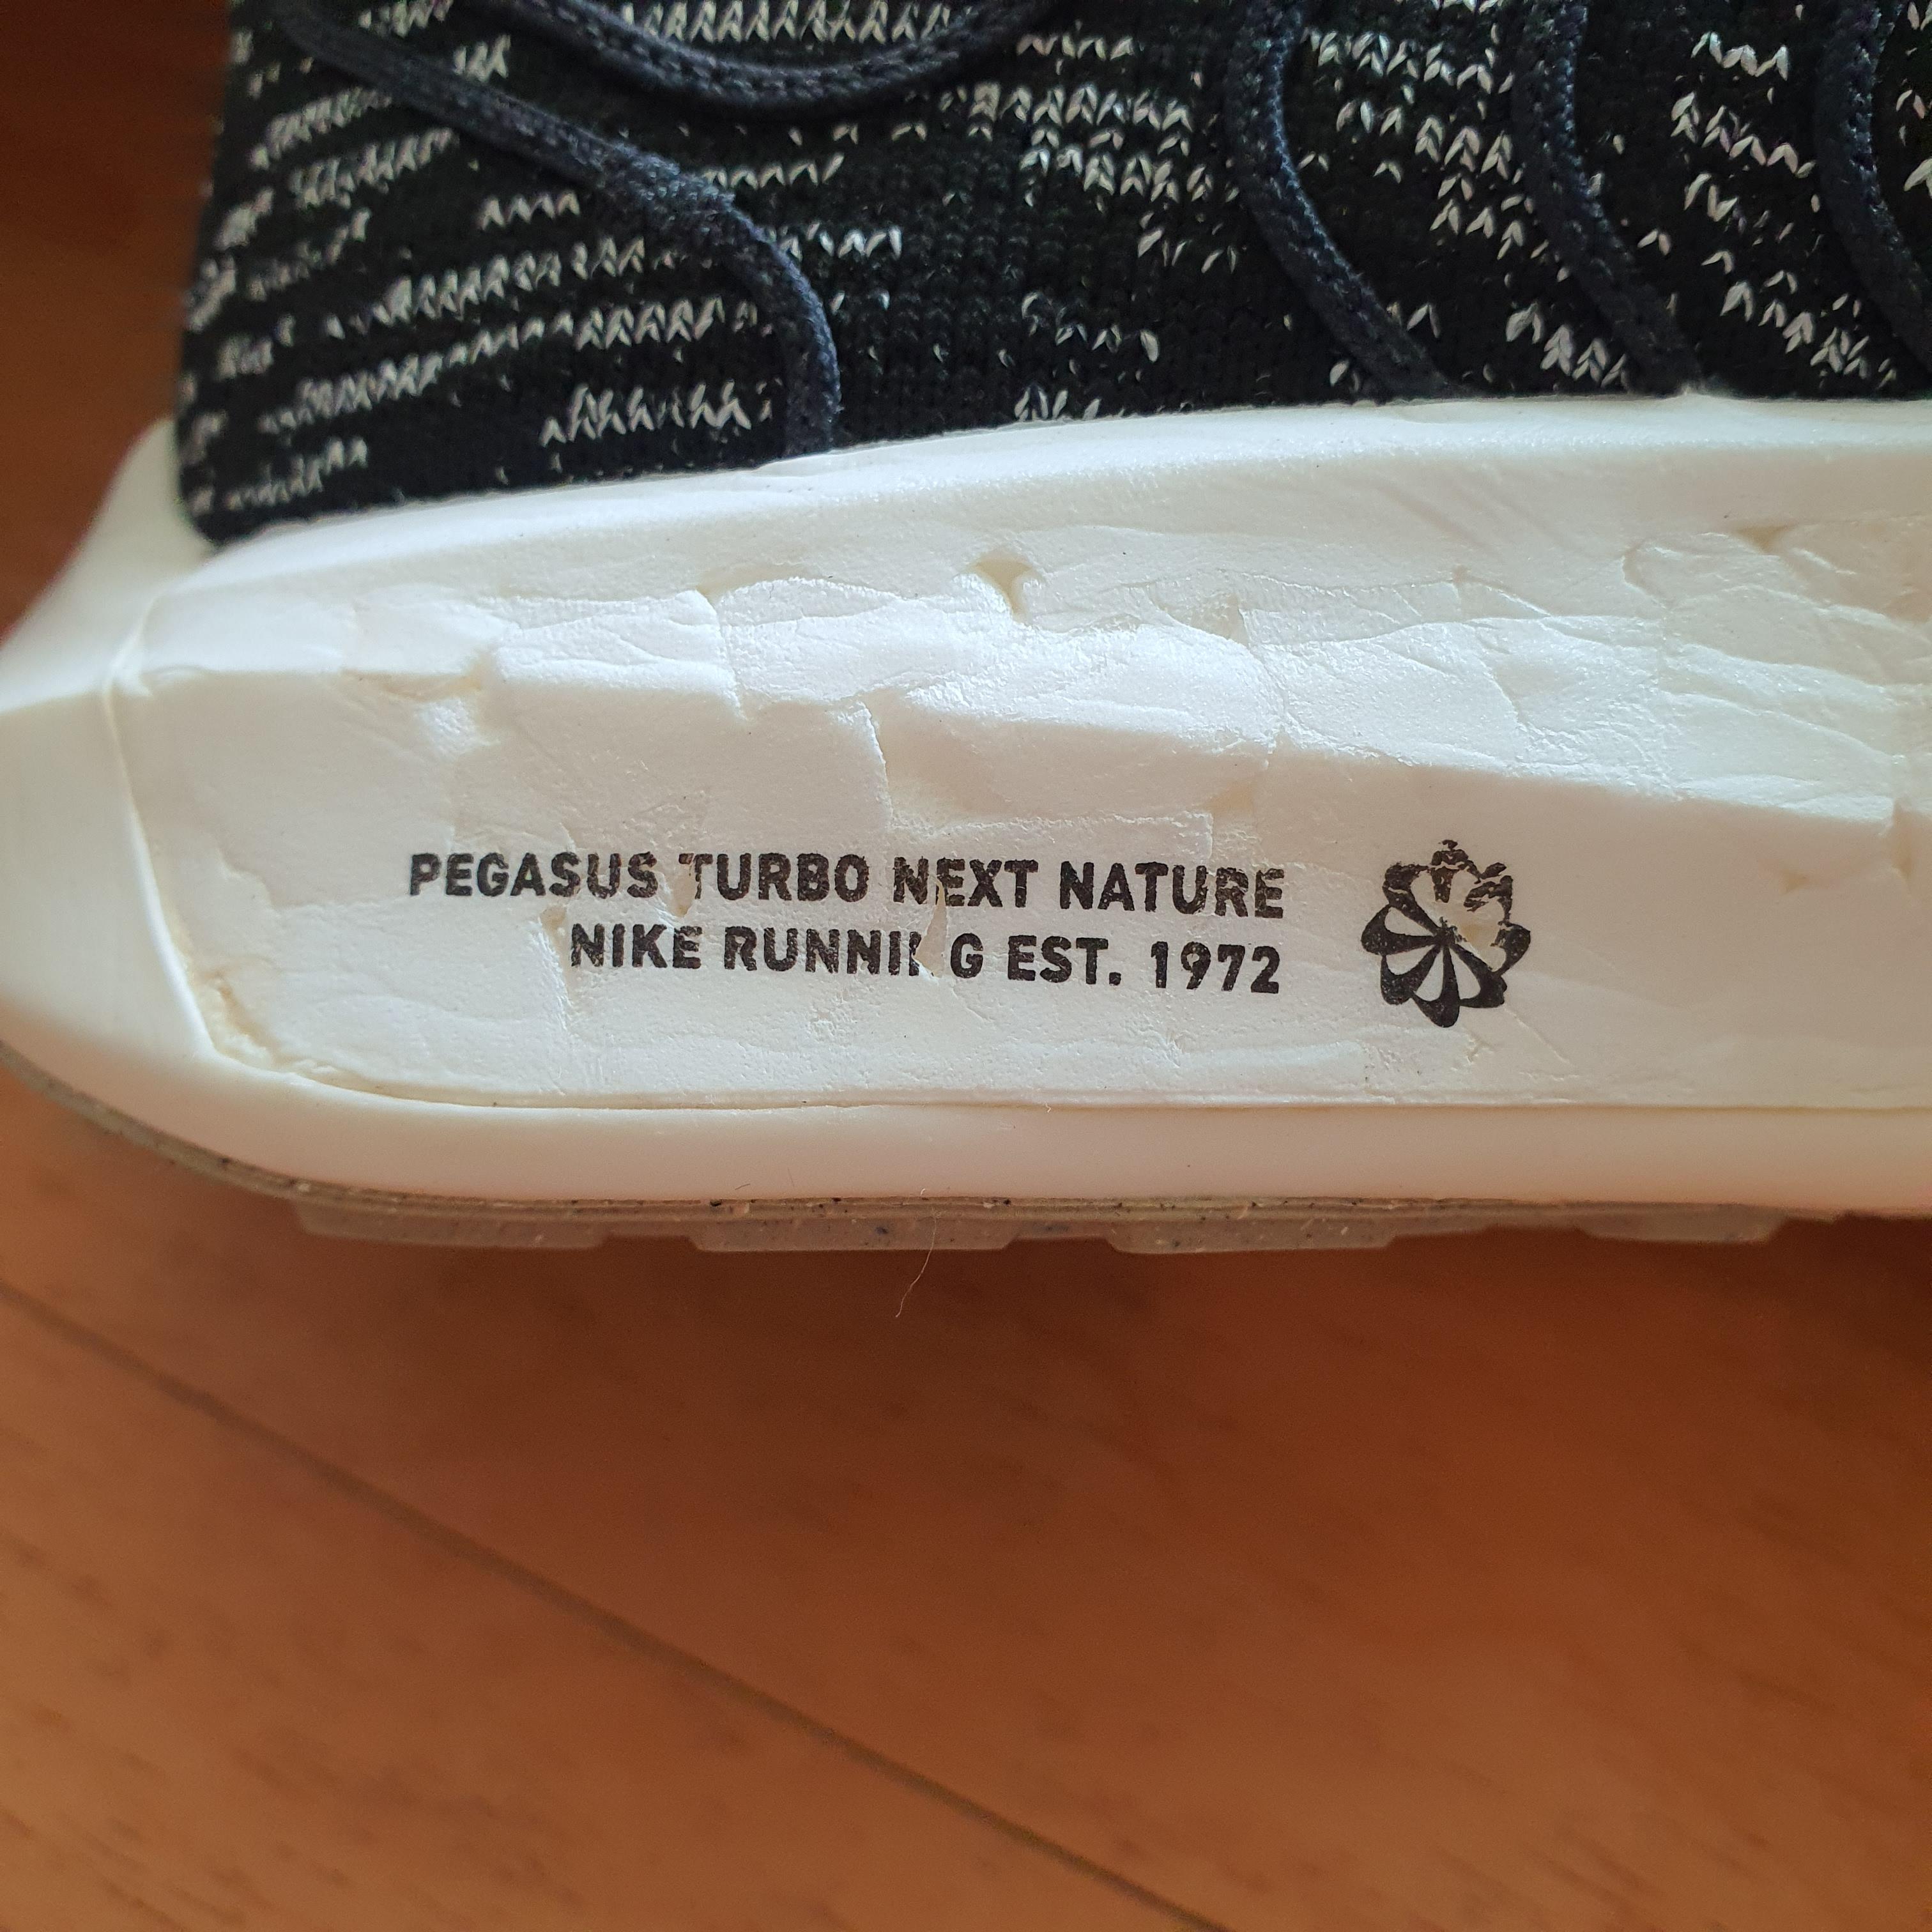 PEGASUS TURBO NEXT NATURE
NIKE RUNNING EST. 1972